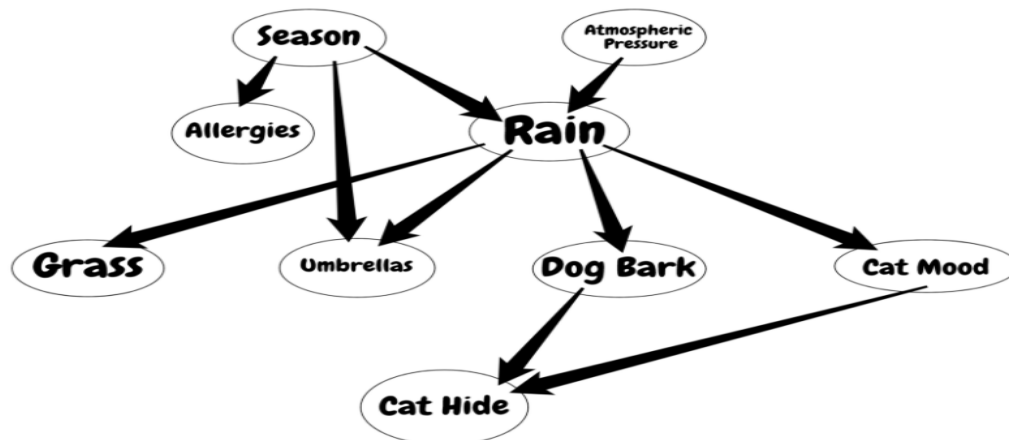 Season
Atmospheric
Pressure
Allergies
Rain
Grass
Umbrellas
Dog Bark
Cat Mood
Cat Hide